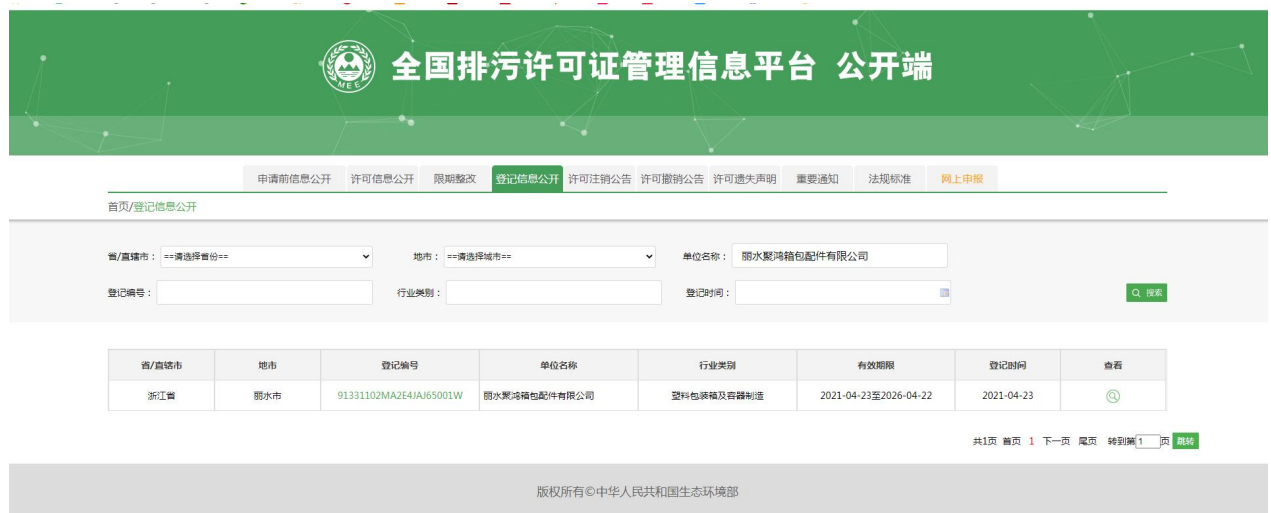 MEE
全国排污许可证管理信息平台 公开端
申请前信息公开 许可信息公开 限期整改 登记信息公开 许可注销公告 许可撤销公告 许可遗失声明 重要通知 法规标准 网上申报
首页/登记信息公开
省/直辖市： ==请选择省份== 地市： ==请选择城市== 单位名称： 丽水聚鸿箱包配件有限公司
登记编号： 行业类别： 登记时间： 搜索
省/直辖市 地市 登记编号 单位名称 行业类别 有效期限 登记时间 查看
浙江省 丽水市 91331102MA2E4JAJ65001W 丽水聚鸿箱包配件有限公司 塑料包装箱及容器制造 2021-04-23至2026-04-22 2021-04-23
共1页 首页 1 下一页 尾页 转到第 1 页 跳转
版权所有©中华人民共和国生态环境部